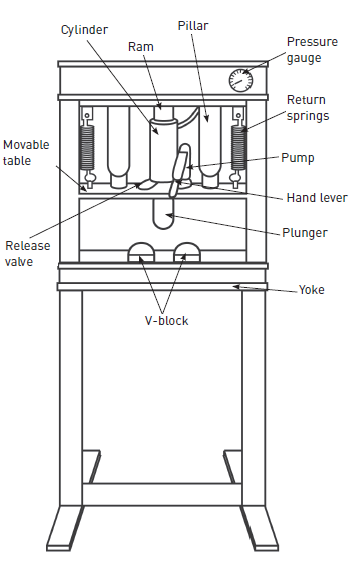 Cylinder
Pillar
Ram
Pressure
gauge
Return
springs
Movable
table
Pump
Hand lever
Plunger
Release
valve
Yoke
V-block